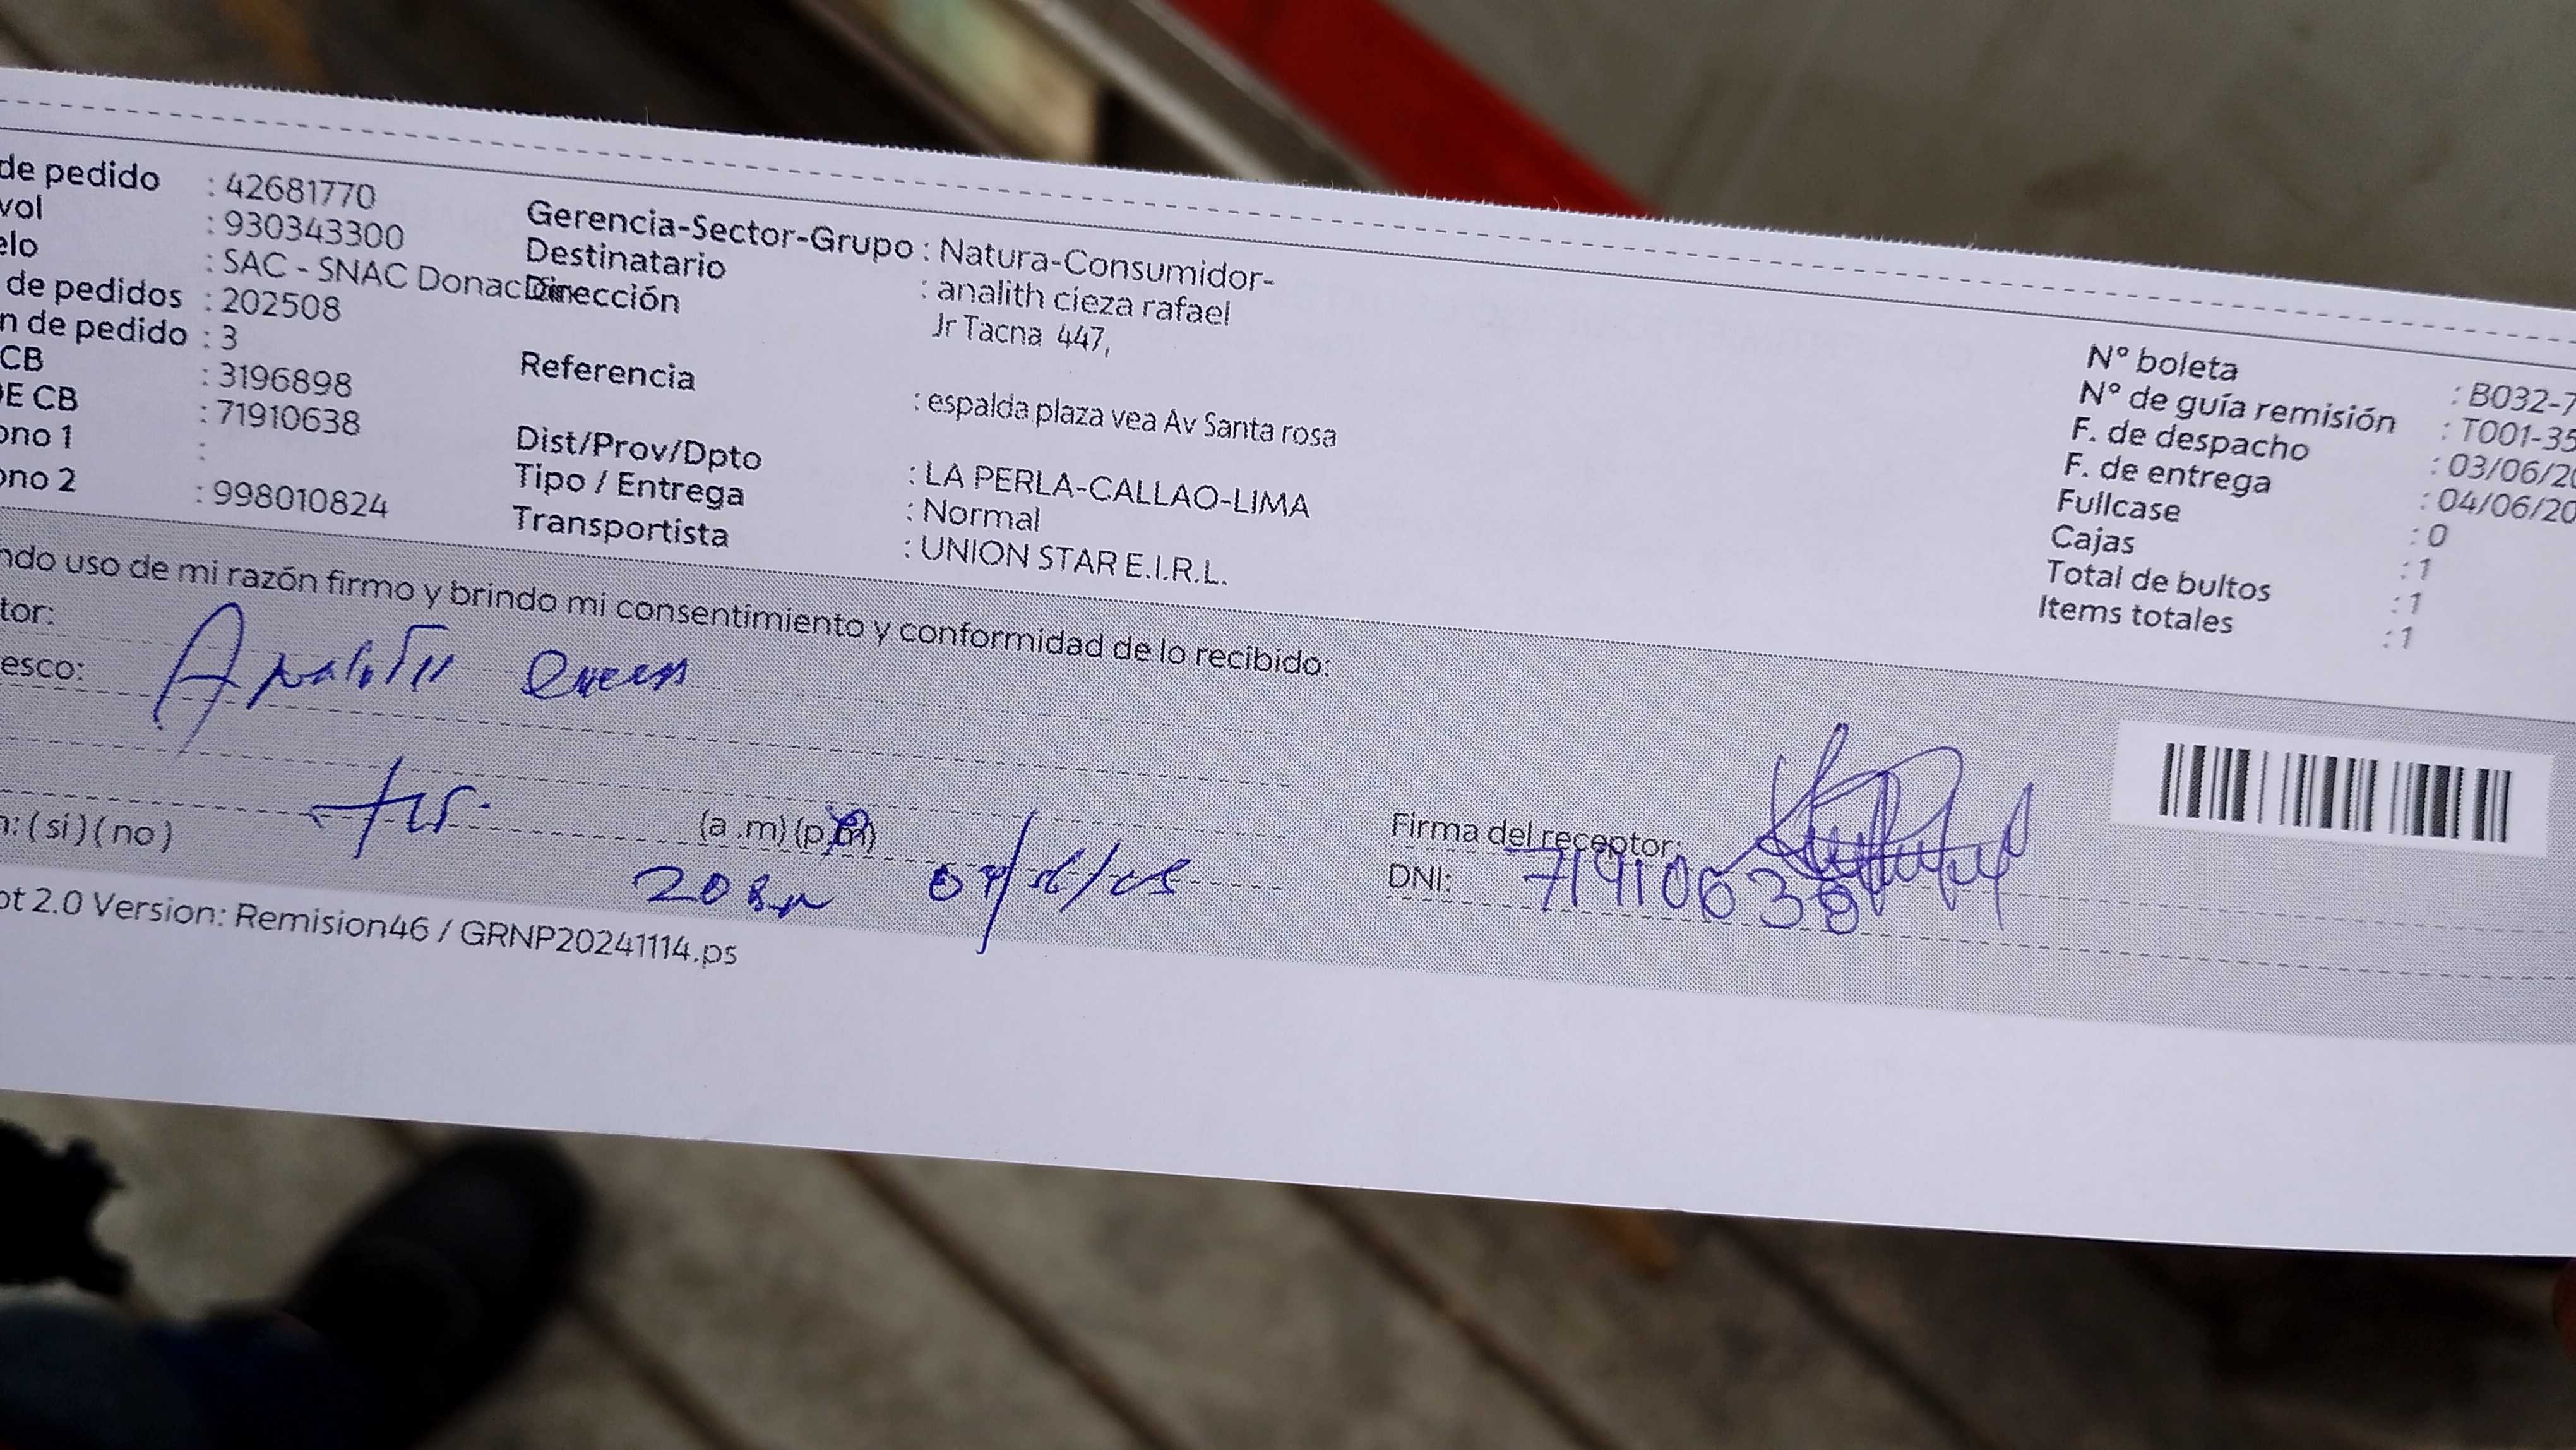 de pedido : 42681770
vol : 930343300
elo : SAC - SNAC Donac
de pedidos : 202508
n de pedido : 3
CB : 3196898
E CB : 71910638
ono 1 :
ono 2 : 998010824
Gerencia-Sector-Grupo : Natura-Consumidor-
Destinatario : analith cieza rafael
Dirección Jr Tacna 447,
Referencia : espalda plaza vea Av Santa rosa
Dist/Prov/Dpto : LA PERLA-CALLAO-LIMA
Tipo / Entrega : Normal
Transportista : UNION STAR E.I.R.L.
N° boleta : B032-7
N° de guía remisión : T001-35
F. de despacho : 03/06/20
F. de entrega : 04/06/20
Fullcase : 0
Cajas : 1
Total de bultos : 1
Items totales : 1
ndo uso de mi razón firmo y brindo mi consentimiento y conformidad de lo recibido:
tor:
esco:
n: ( si ) ( no ) (a .m) (p.m)
Firma del receptor:
DNI: 71910638
ot 2.0 Version: Remision46 / GRNP20241114.ps